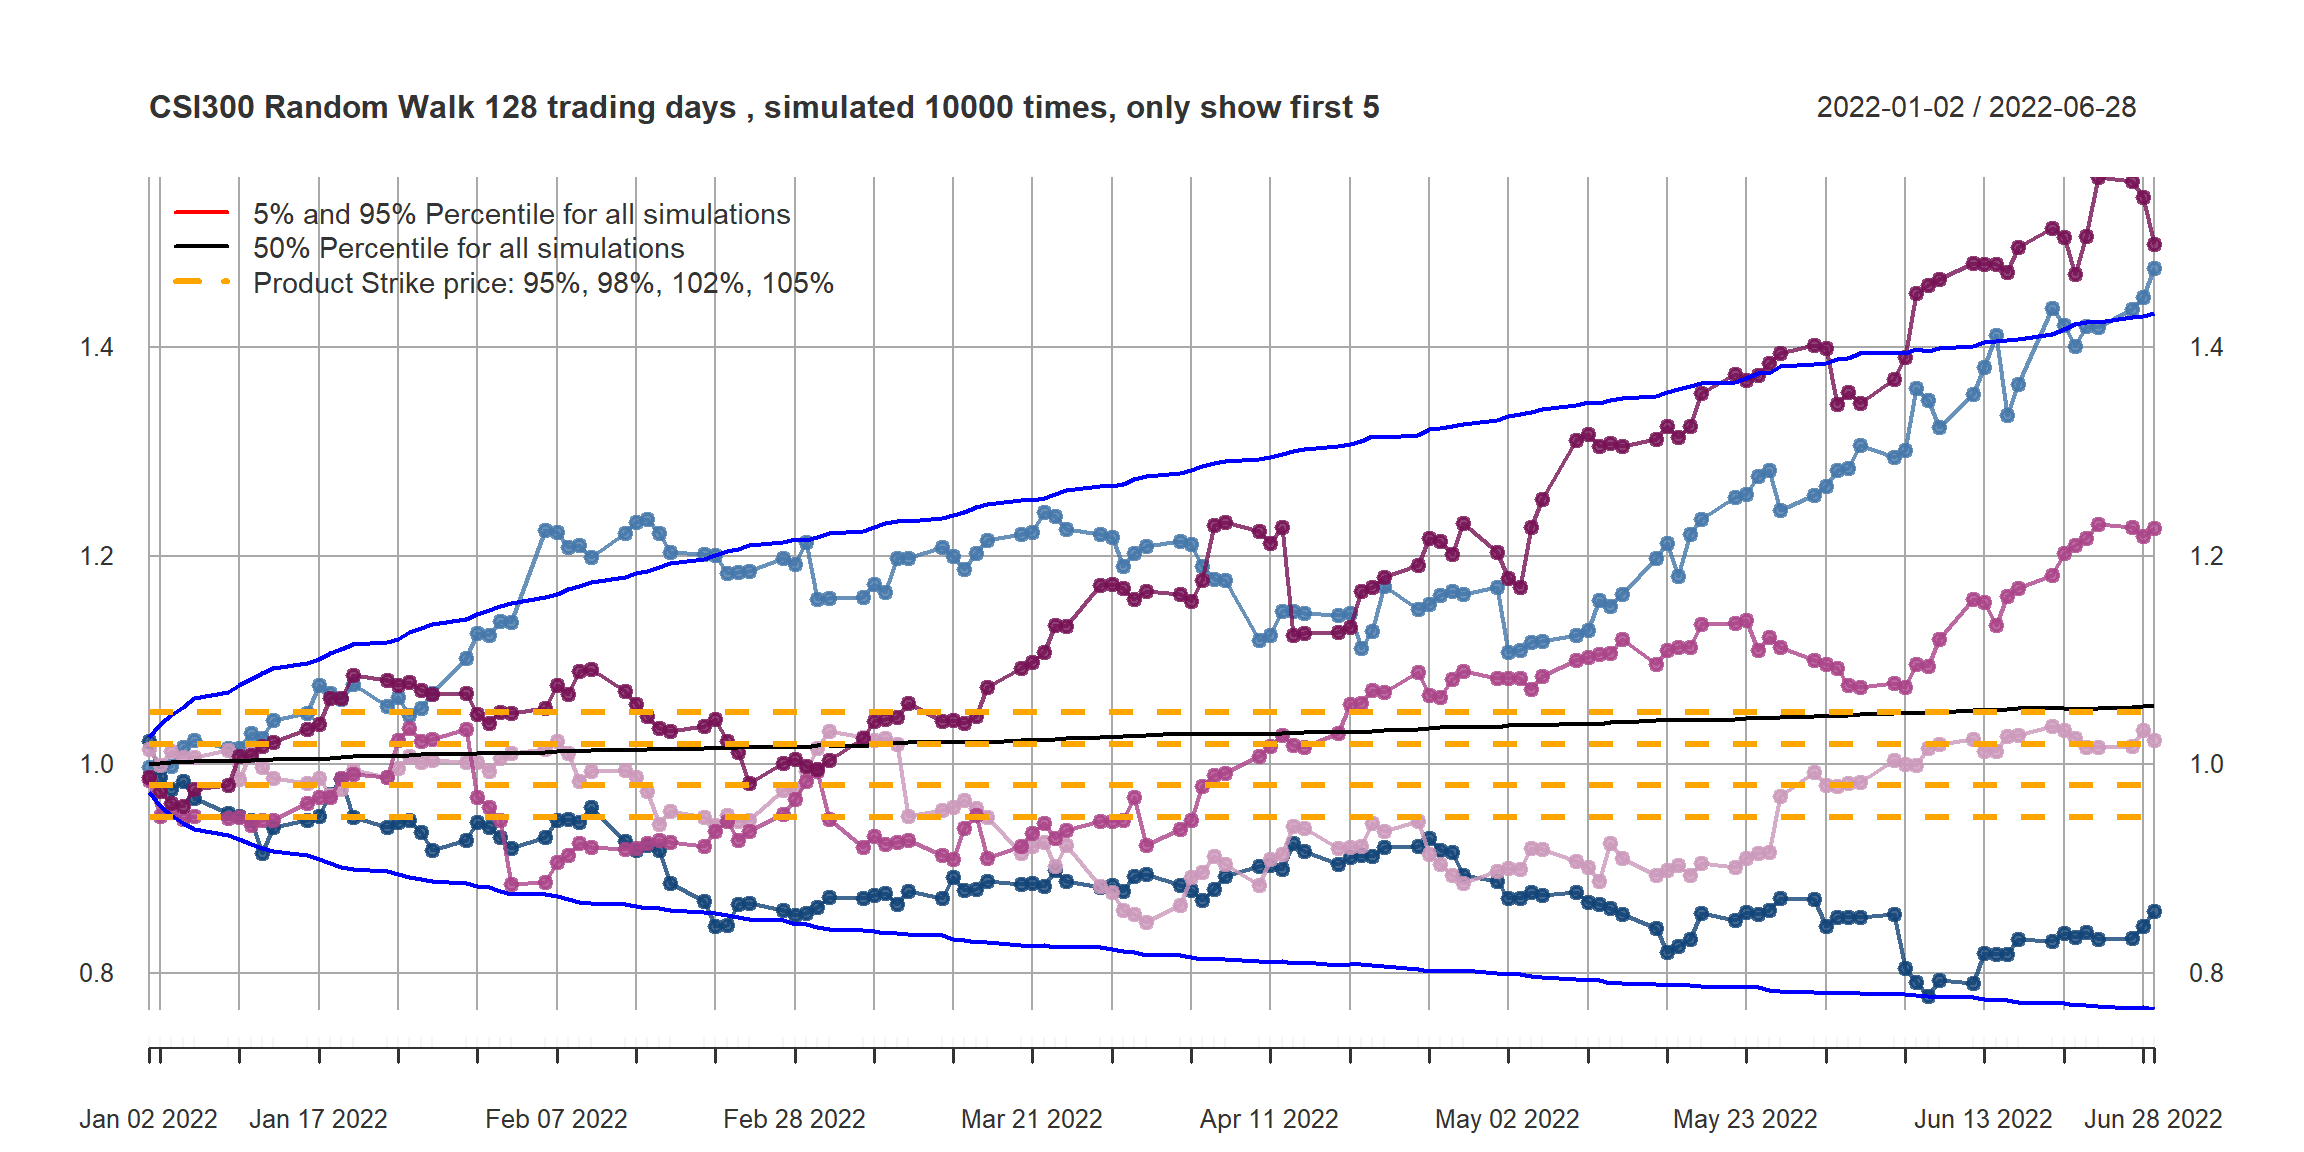 CSI300 Random Walk 128 trading days , simulated 10000 times, only show first 5
2022-01-02 / 2022-06-28
5% and 95% Percentile for all simulations
50% Percentile for all simulations
Product Strike price: 95%, 98%, 102%, 105%
1.4
1.4
1.2
1.2
1.0
1.0
0.8
0.8
Jan 02 2022 Jan 17 2022 Feb 07 2022 Feb 28 2022 Mar 21 2022 Apr 11 2022 May 02 2022 May 23 2022 Jun 13 2022 Jun 28 2022